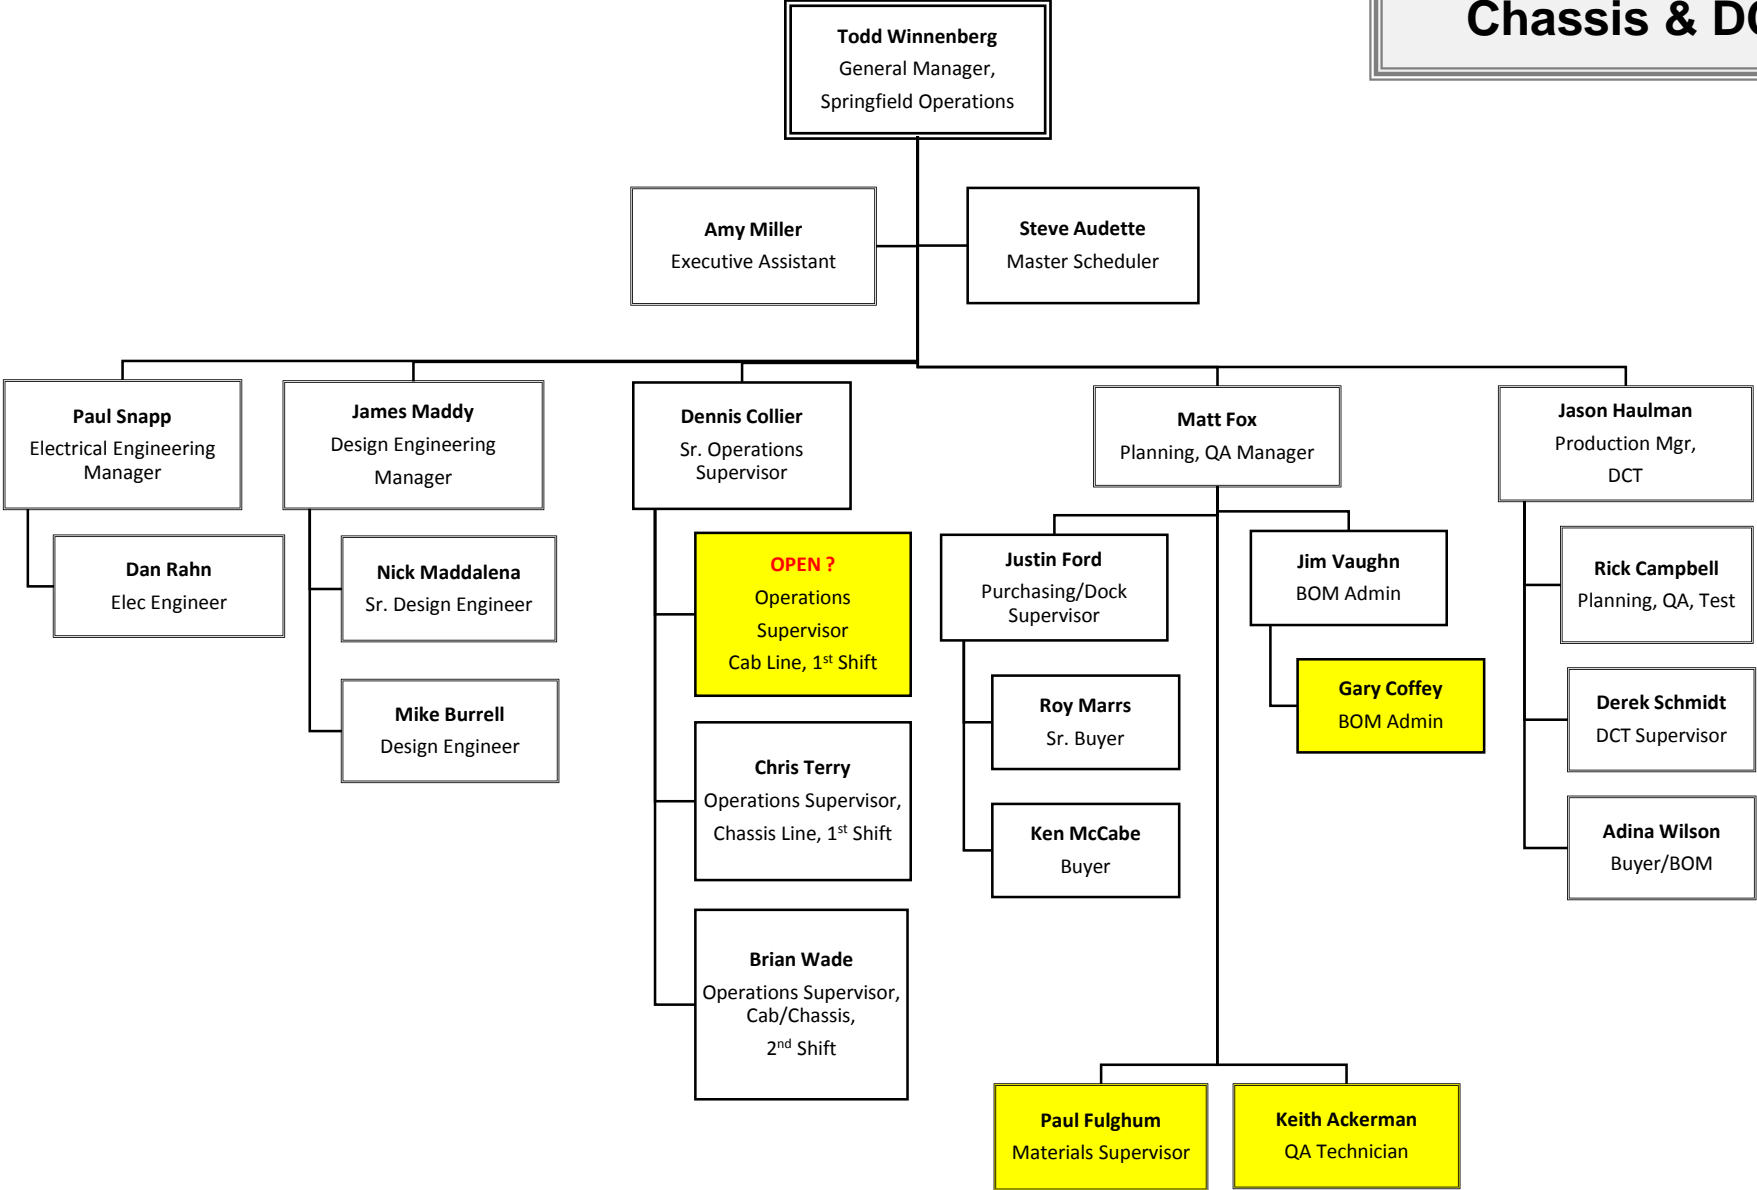 Chassis & DC
Todd Winnenberg
General Manager,
Springfield Operations
Amy Miller
Executive Assistant
Steve Audette
Master Scheduler
Paul Snapp
Electrical Engineering
Manager
James Maddy
Design Engineering
Manager
Dennis Collier
Sr. Operations
Supervisor
Matt Fox
Planning, QA Manager
Jason Haulman
Production Mgr,
DCT
Dan Rahn
Elec Engineer
Nick Maddalena
Sr. Design Engineer
Mike Burrell
Design Engineer
OPEN ?
Operations
Supervisor
Cab Line, 1st Shift
Chris Terry
Operations Supervisor,
Chassis Line, 1st Shift
Brian Wade
Operations Supervisor,
Cab/Chassis,
2nd Shift
Justin Ford
Purchasing/Dock
Supervisor
Roy Marrs
Sr. Buyer
Ken McCabe
Buyer
Jim Vaughn
BOM Admin
Gary Coffey
BOM Admin
Paul Fulghum
Materials Supervisor
Keith Ackerman
QA Technician
Rick Campbell
Planning, QA, Test
Derek Schmidt
DCT Supervisor
Adina Wilson
Buyer/BOM